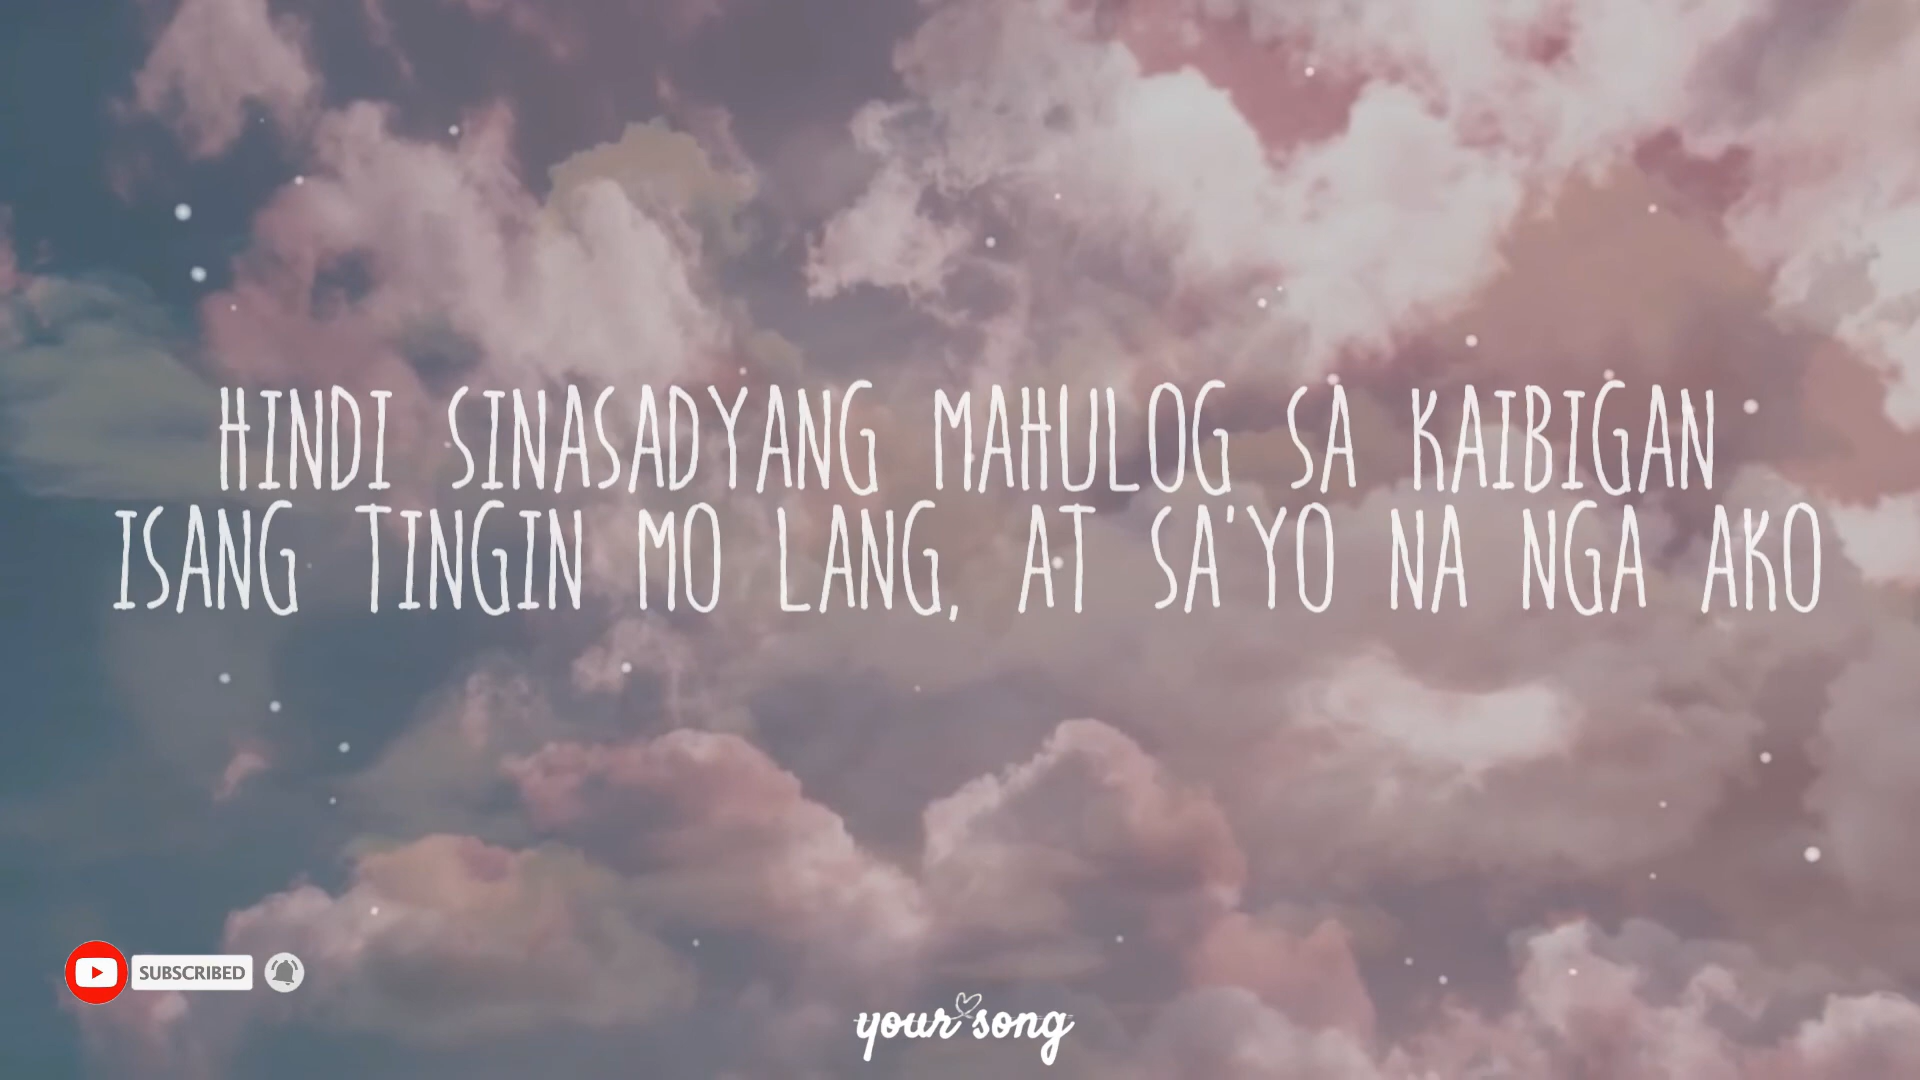 HINDI SINASADYANG MAHULOG SA KAIBIGAN
ISANG TINGIN MO LANG, AT SA'YO NA NGA AKO
SUBSCRIBED
your song